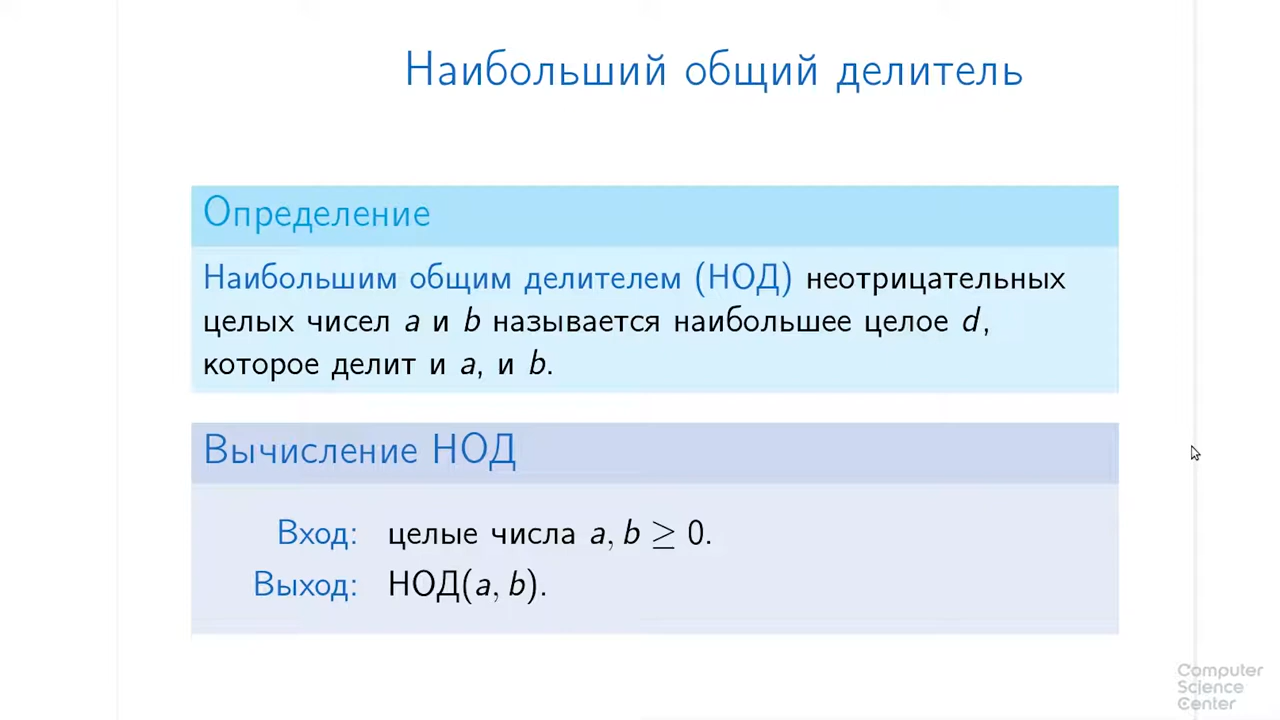 Наибольший общий делитель
Определение
Наибольшим общим делителем (НОД) неотрицательных
целых чисел a и b называется наибольшее целое d,
которое делит и a, и b.
Вычисление НОД
Вход: целые числа a, b ≥ 0.
Выход: НОД(a, b).
Computer
Science
Center